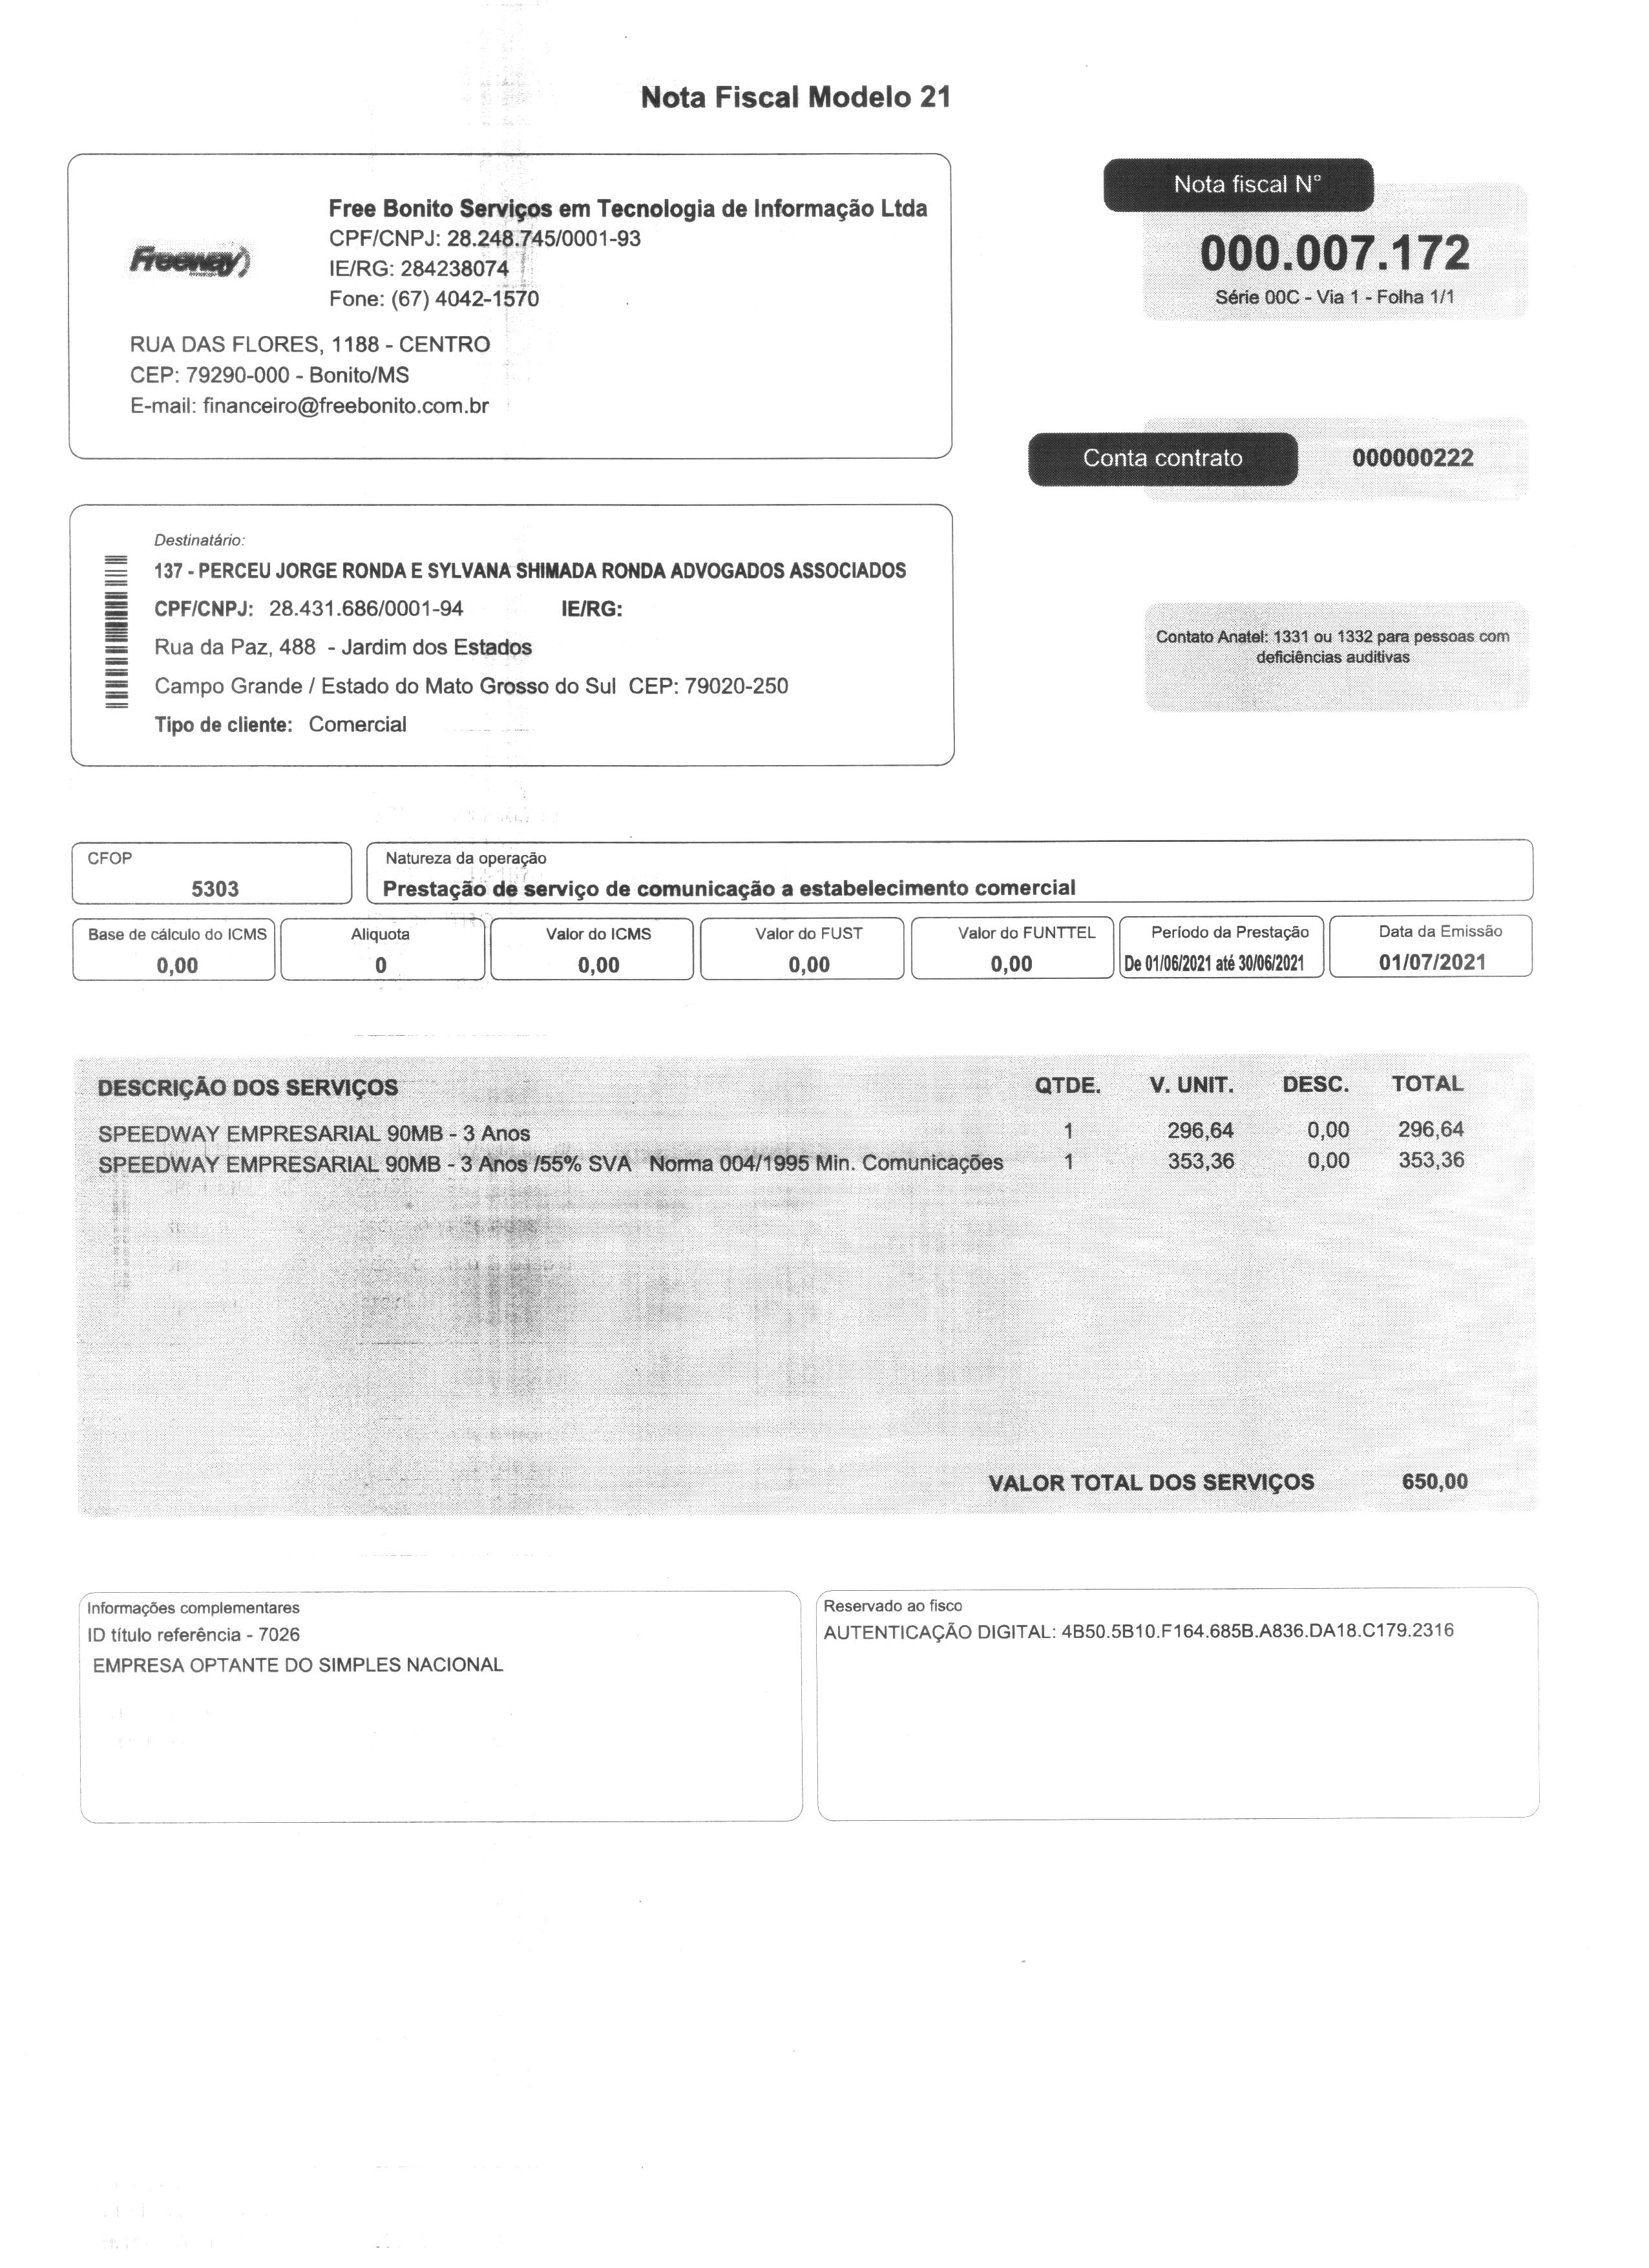 Nota Fiscal Modelo 21
Freeway
Free Bonito Serviços em Tecnologia de Informação Ltda
CPF/CNPJ: 28.248.745/0001-93
IE/RG: 284238074
Fone: (67) 4042-1570
RUA DAS FLORES, 1188 - CENTRO
CEP: 79290-000 - Bonito/MS
E-mail: financeiro@freebonito.com.br
Nota fiscal N°
000.007.172
Série 00C - Via 1 - Folha 1/1
Conta contrato 000000222
Destinatário:
137 - PERCEU JORGE RONDA E SYLVANA SHIMADA RONDA ADVOGADOS ASSOCIADOS
CPF/CNPJ: 28.431.686/0001-94 IE/RG:
Rua da Paz, 488 - Jardim dos Estados
Campo Grande / Estado do Mato Grosso do Sul CEP: 79020-250
Tipo de cliente: Comercial
Contato Anatel: 1331 ou 1332 para pessoas com
deficiências auditivas
CFOP
5303
Natureza da operação
Prestação de serviço de comunicação a estabelecimento comercial
Base de cálculo do ICMS
0,00
Aliquota
0
Valor do ICMS
0,00
Valor do FUST
0,00
Valor do FUNTTEL
0,00
Período da Prestação
De 01/06/2021 até 30/06/2021
Data da Emissão
01/07/2021
DESCRIÇÃO DOS SERVIÇOS QTDE. V. UNIT. DESC. TOTAL
SPEEDWAY EMPRESARIAL 90MB - 3 Anos 1 296,64 0,00 296,64
SPEEDWAY EMPRESARIAL 90MB - 3 Anos /55% SVA Norma 004/1995 Min. Comunicações 1 353,36 0,00 353,36
VALOR TOTAL DOS SERVIÇOS 650,00
Informações complementares
ID título referência - 7026
EMPRESA OPTANTE DO SIMPLES NACIONAL
Reservado ao fisco
AUTENTICAÇÃO DIGITAL: 4B50.5B10.F164.685B.A836.DA18.C179.2316